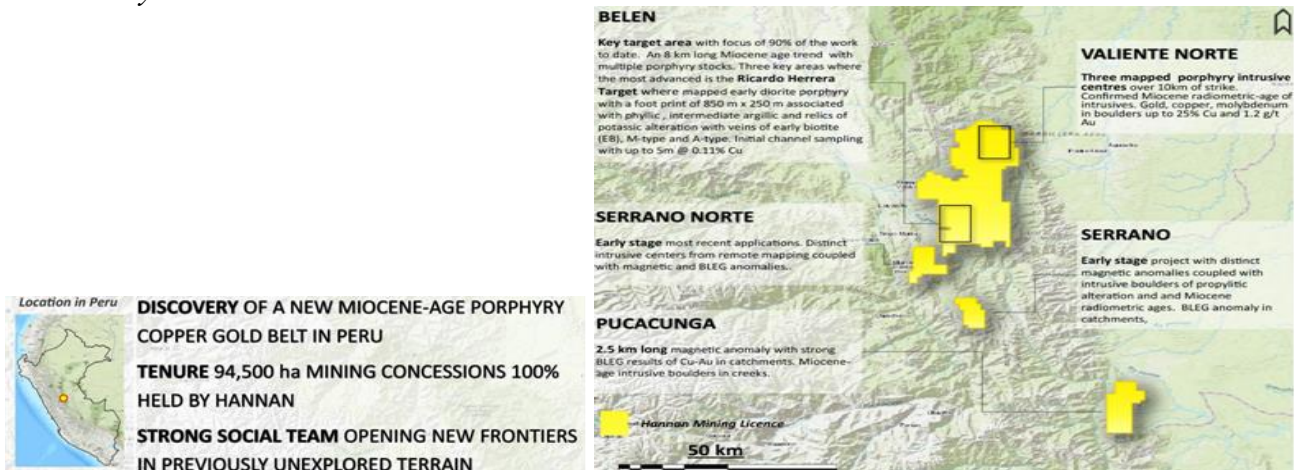 Location in Peru
DISCOVERY OF A NEW MIOCENE-AGE PORPHYRY
COPPER GOLD BELT IN PERU
TENURE 94,500 ha MINING CONCESSIONS 100%
HELD BY HANNAN
STRONG SOCIAL TEAM OPENING NEW FRONTIERS
IN PREVIOUSLY UNEXPLORED TERRAIN
BELEN
Key target area with focus of 90% of the work
to date. An 8 km long Miocene age trend with
multiple porphyry stocks. Three key areas where
the most advanced is the Ricardo Herrera
Target where mapped early diorite porphyry
with a foot print of 850 m x 250 m associated
with phyllic , intermediate argillic and relics of
potassic alteration with veins of early biotite
(EB), M-type and A-type. Initial channel sampling
with up to 5m @ 0.11% Cu
SERRANO NORTE
Early stage most recent applications. Distinct
intrusive centers from remote mapping coupled
with magnetic and BLEG anomalies..
PUCACUNGA
2.5 km long magnetic anomaly with strong
BLEG results of Cu-Au in catchments. Miocene-
age intrusive boulders in creeks.
Hannan Mining Licence
50 km
VALIENTE NORTE
Three mapped porphyry intrusive
centres over 10km of strike.
Confirmed Miocene radiometric-age of
intrusives. Gold, copper, molybdenum
in boulders up to 25% Cu and 1.2 g/t
Au
SERRANO
Early stage project with distinct
magnetic anomalies coupled with
intrusive boulders of propylitic
alteration and and Miocene
radiometric ages. BLEG anomaly in
catchments,